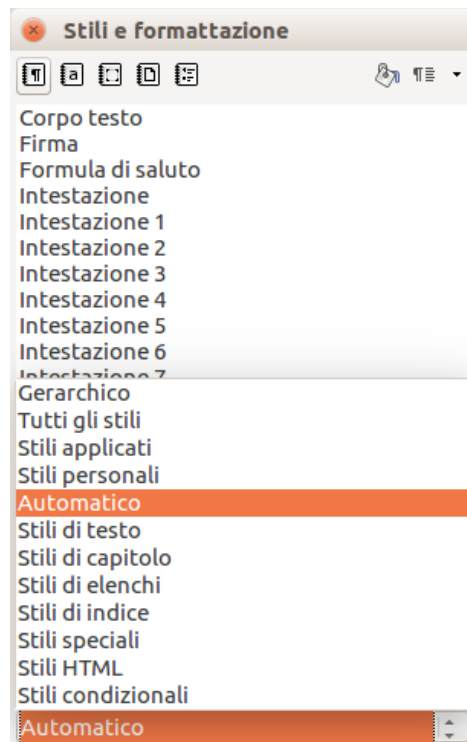 Stili e formattazione
Corpo testo
Firma
Formula di saluto
Intestazione
Intestazione 1
Intestazione 2
Intestazione 3
Intestazione 4
Intestazione 5
Intestazione 6
Intestazione 7
Gerarchico
Tutti gli stili
Stili applicati
Stili personali
Automatico
Stili di testo
Stili di capitolo
Stili di elenchi
Stili di indice
Stili speciali
Stili HTML
Stili condizionali
Automatico